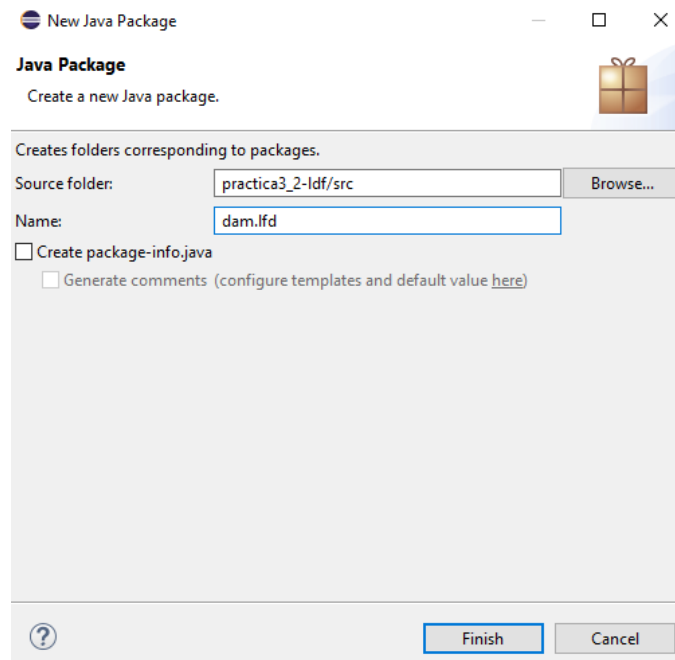 New Java Package
Java Package
Create a new Java package.
Creates folders corresponding to packages.
Source folder: practica3_2-ldf/src Browse...
Name: dam.lfd
Create package-info.java
Generate comments (configure templates and default value here)
? Finish Cancel